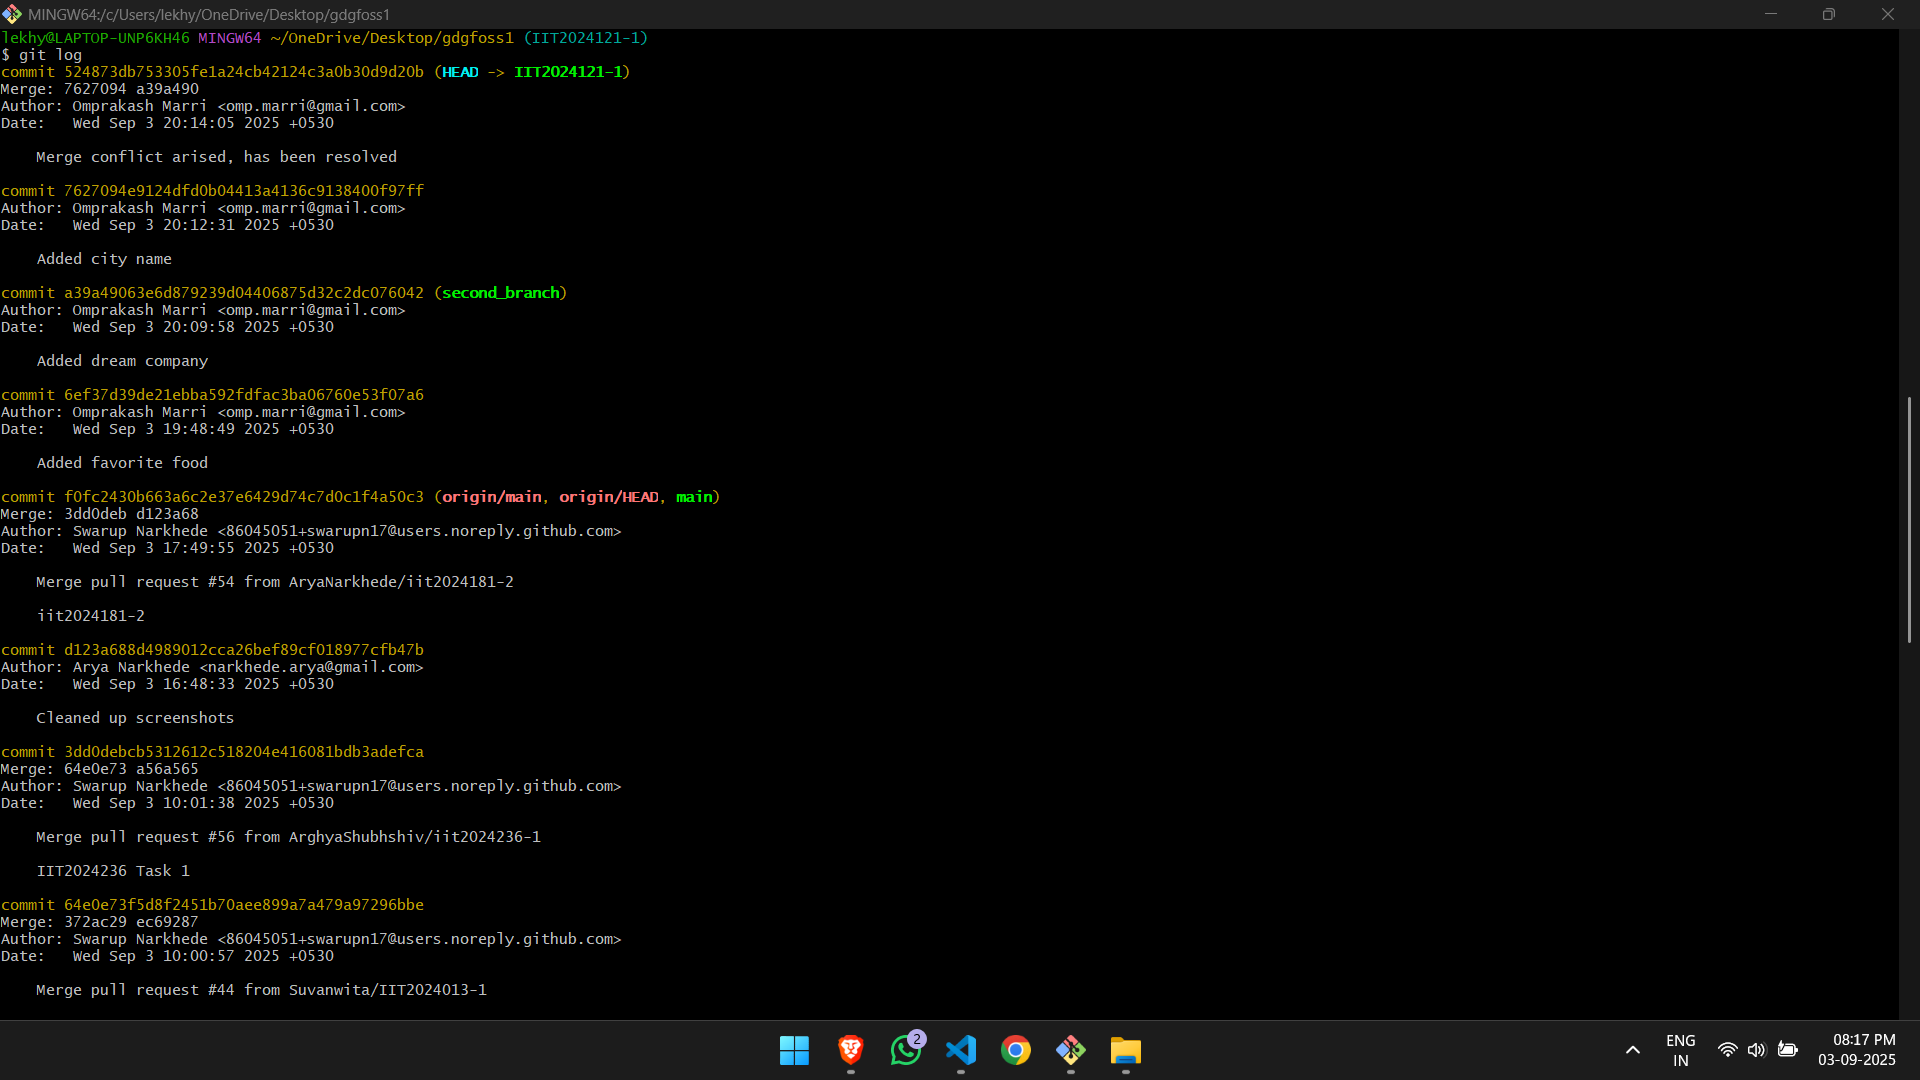 MINGW64:/c/Users/lekhy/OneDrive/Desktop/gdgfoss1
lekhy@LAPTOP-UNP6KH46 MINGW64 ~/OneDrive/Desktop/gdgfoss1 (IIT2024121-1)
$ git log
commit 524873db753305fe1a24cb42124c3a0b30d9d20b (HEAD -> IIT2024121-1)
Merge: 7627094 a39a490
Author: Omprakash Marri <omp.marri@gmail.com>
Date:   Wed Sep 3 20:14:05 2025 +0530
    Merge conflict arised, has been resolved
commit 7627094e9124dfd0b04413a4136c9138400f97ff
Author: Omprakash Marri <omp.marri@gmail.com>
Date:   Wed Sep 3 20:12:31 2025 +0530
    Added city name
commit a39a49063e6d879239d04406875d32c2dc076042 (second_branch)
Author: Omprakash Marri <omp.marri@gmail.com>
Date:   Wed Sep 3 20:09:58 2025 +0530
    Added dream company
commit 6ef37d39de21ebba592fdfac3ba06760e53f07a6
Author: Omprakash Marri <omp.marri@gmail.com>
Date:   Wed Sep 3 19:48:49 2025 +0530
    Added favorite food
commit f0fc2430b663a6c2e37e6429d74c7d0c1f4a50c3 (origin/main, origin/HEAD, main)
Merge: 3dd0deb d123a68
Author: Swarup Narkhede <86045051+swarupn17@users.noreply.github.com>
Date:   Wed Sep 3 17:49:55 2025 +0530
    Merge pull request #54 from AryaNarkhede/iit2024181-2
    iit2024181-2
commit d123a688d4989012cca26bef89cf018977cfb47b
Author: Arya Narkhede <narkhede.arya@gmail.com>
Date:   Wed Sep 3 16:48:33 2025 +0530
    Cleaned up screenshots
commit 3dd0debcb5312612c518204e416081bdb3adefca
Merge: 64e0e73 a56a565
Author: Swarup Narkhede <86045051+swarupn17@users.noreply.github.com>
Date:   Wed Sep 3 10:01:38 2025 +0530
    Merge pull request #56 from ArghyaShubhshiv/iit2024236-1
    IIT2024236 Task 1
commit 64e0e73f5d8f2451b70aee899a7a479a97296bbe
Merge: 372ac29 ec69287
Author: Swarup Narkhede <86045051+swarupn17@users.noreply.github.com>
Date:   Wed Sep 3 10:00:57 2025 +0530
    Merge pull request #44 from Suvanwita/IIT2024013-1
2
ENG
IN
08:17 PM
03-09-2025